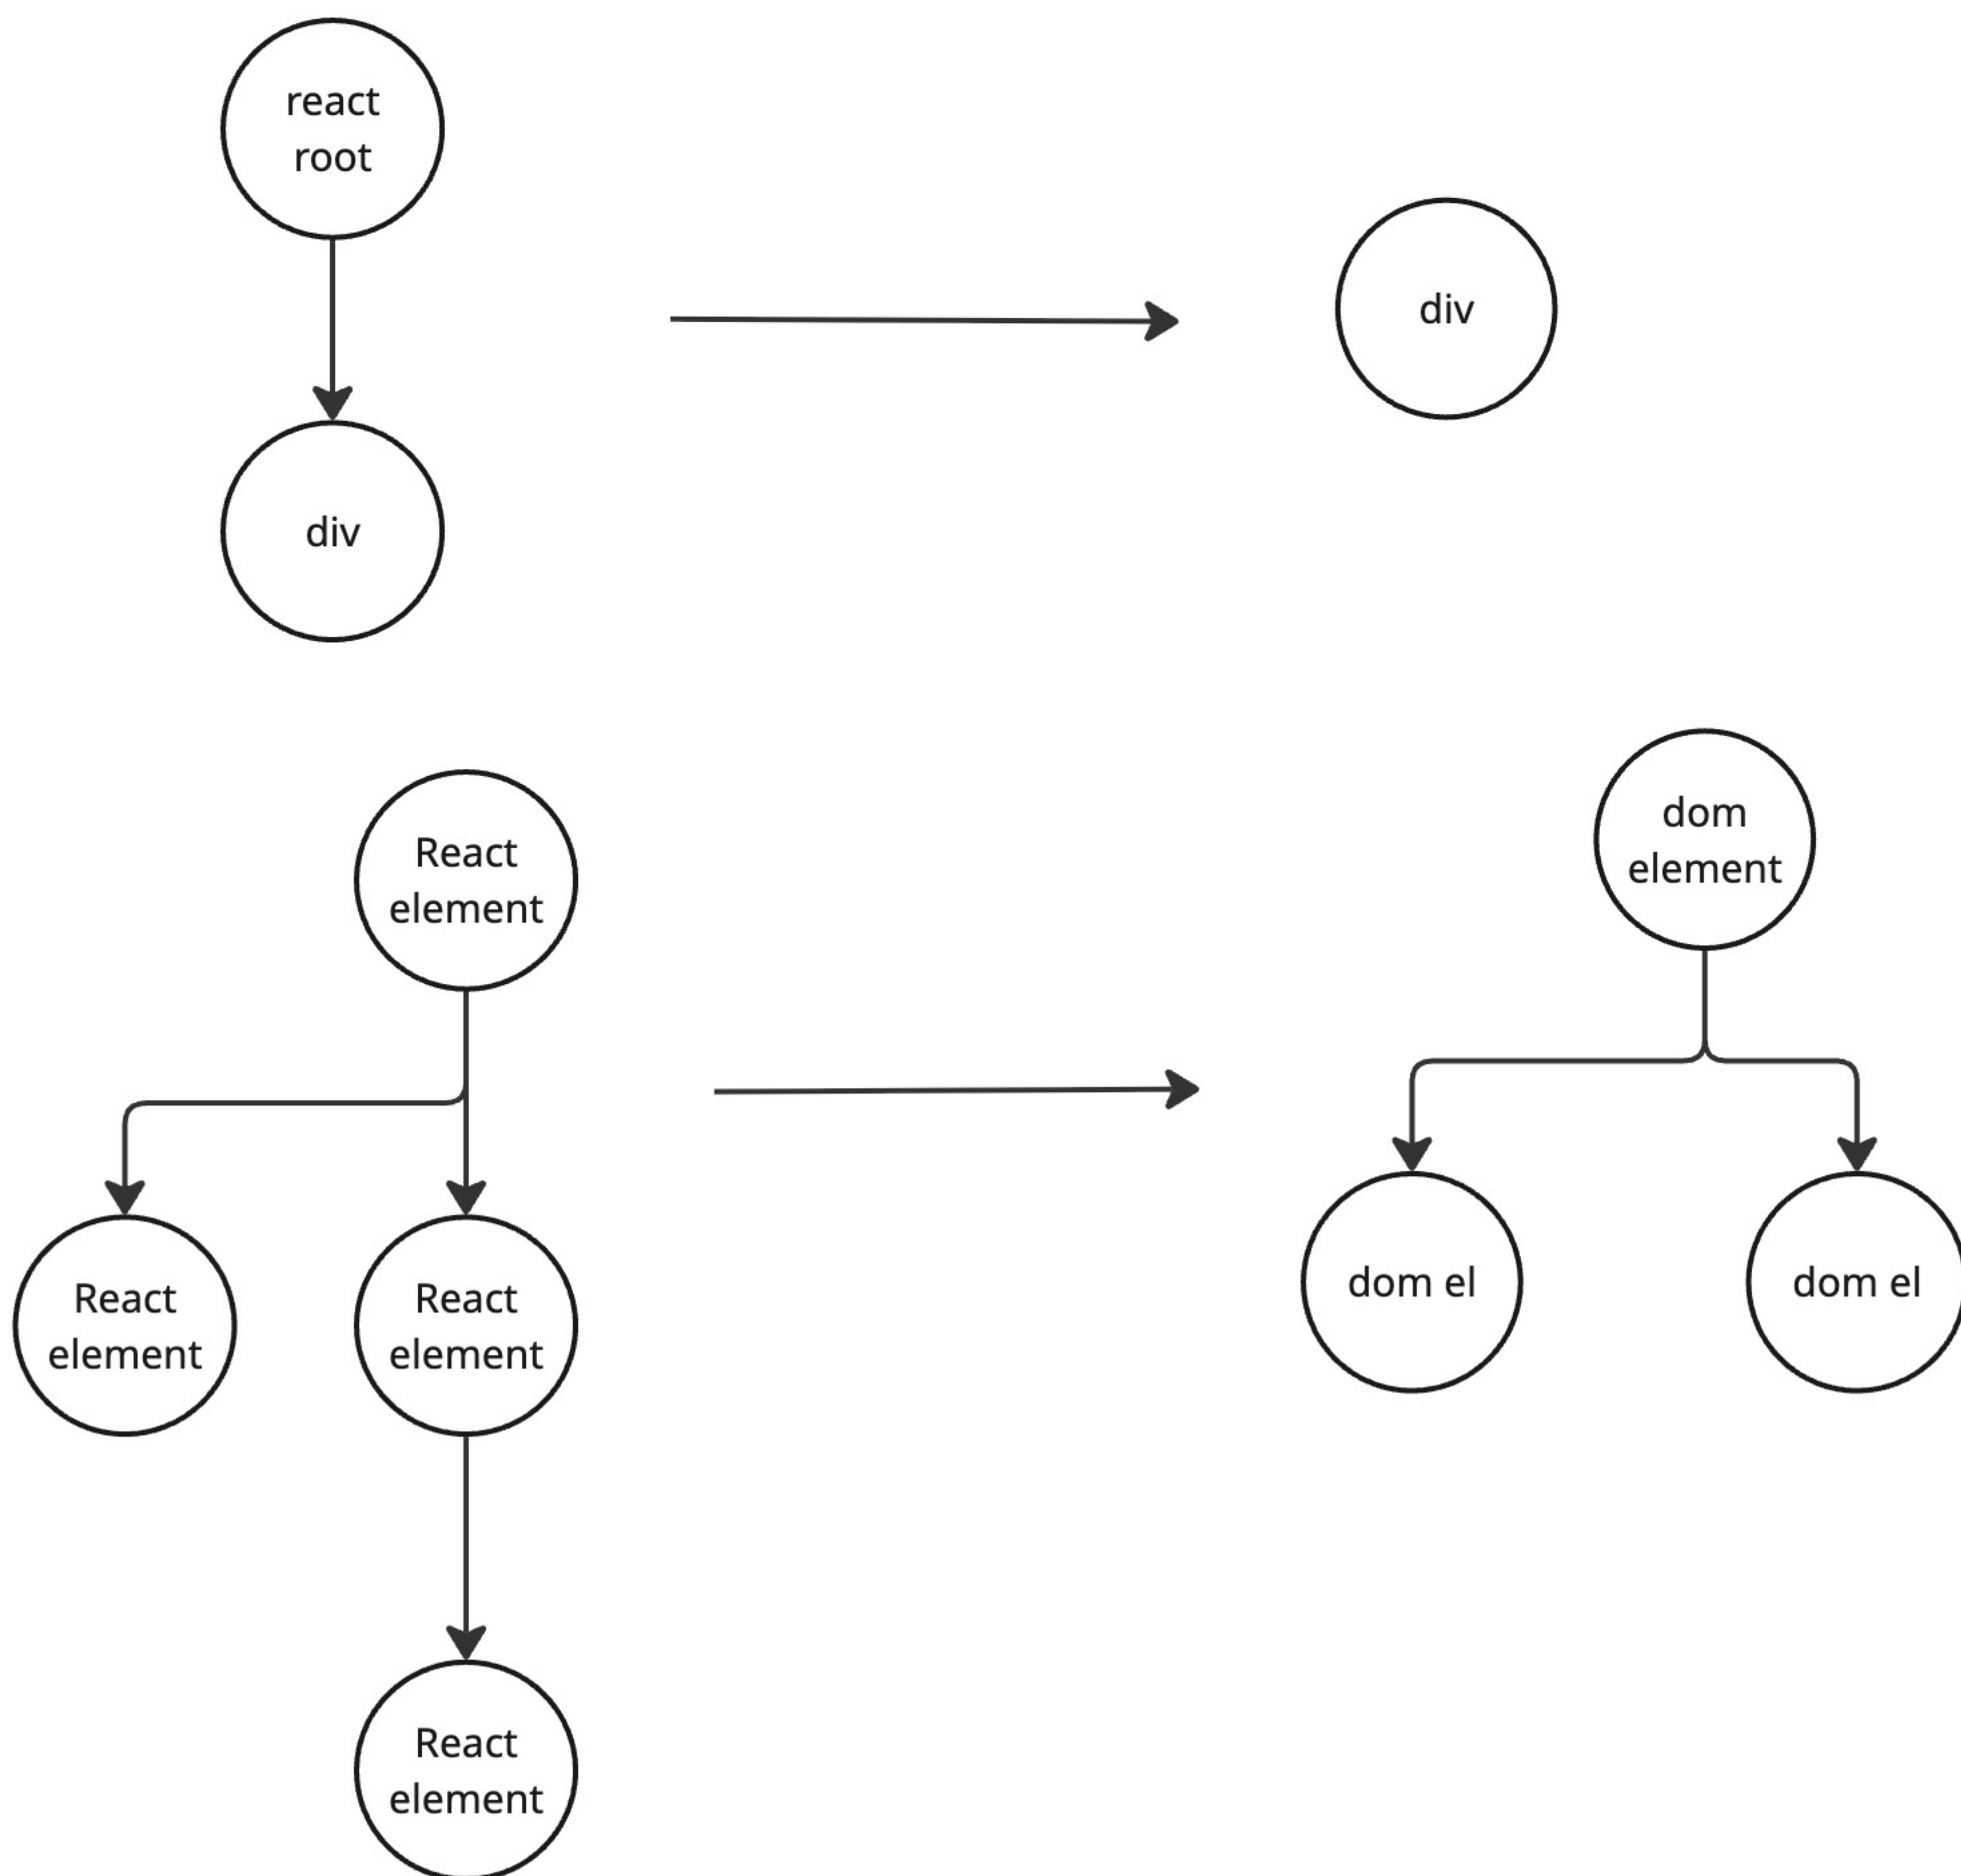 react
root
div
div
React
element
dom
element
React
element
React
element
dom el
dom el
React
element